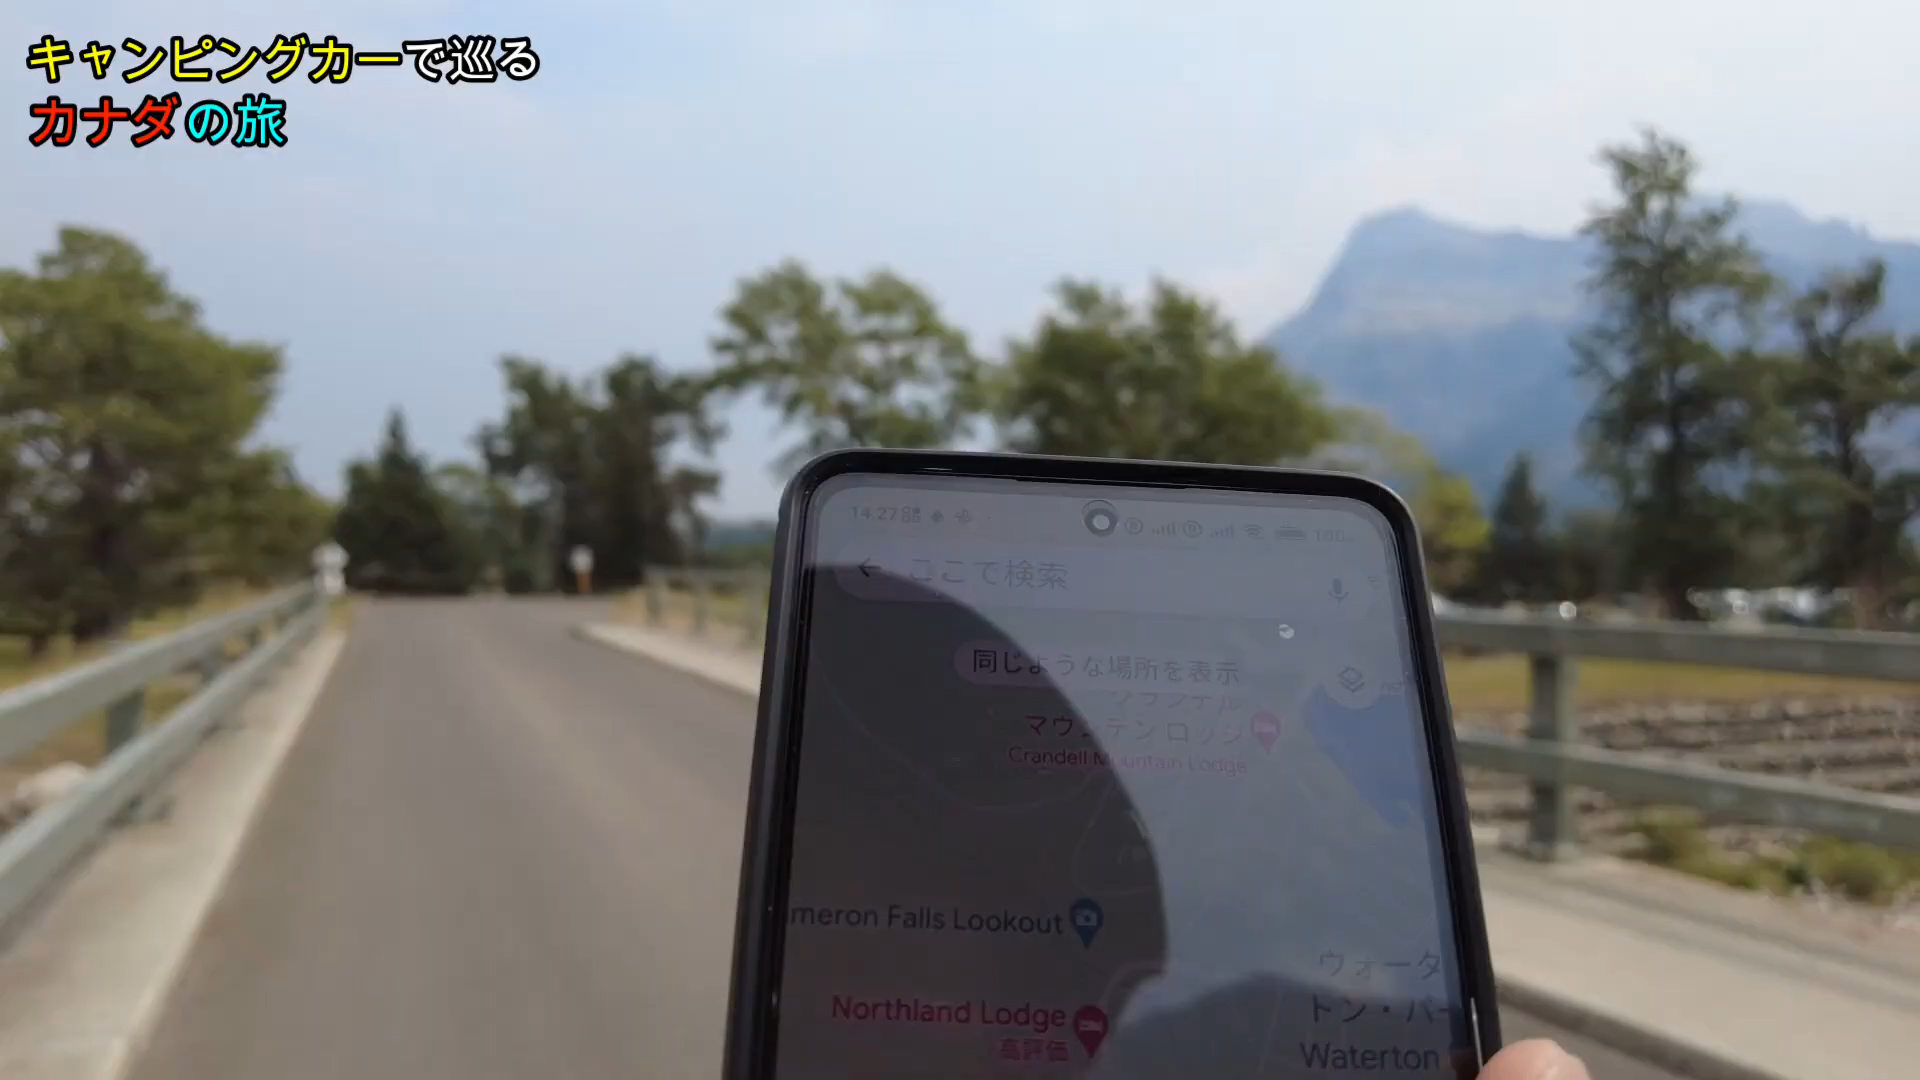 キャンピングカーで巡る
カナダの旅
14:27
ここで検索
同じような場所を表示
マウンテン ロッジ
Crandell Mountain Lodge
meron Falls Lookout
Northland Lodge
高評価
ウォータ
トン・パー
Waterton